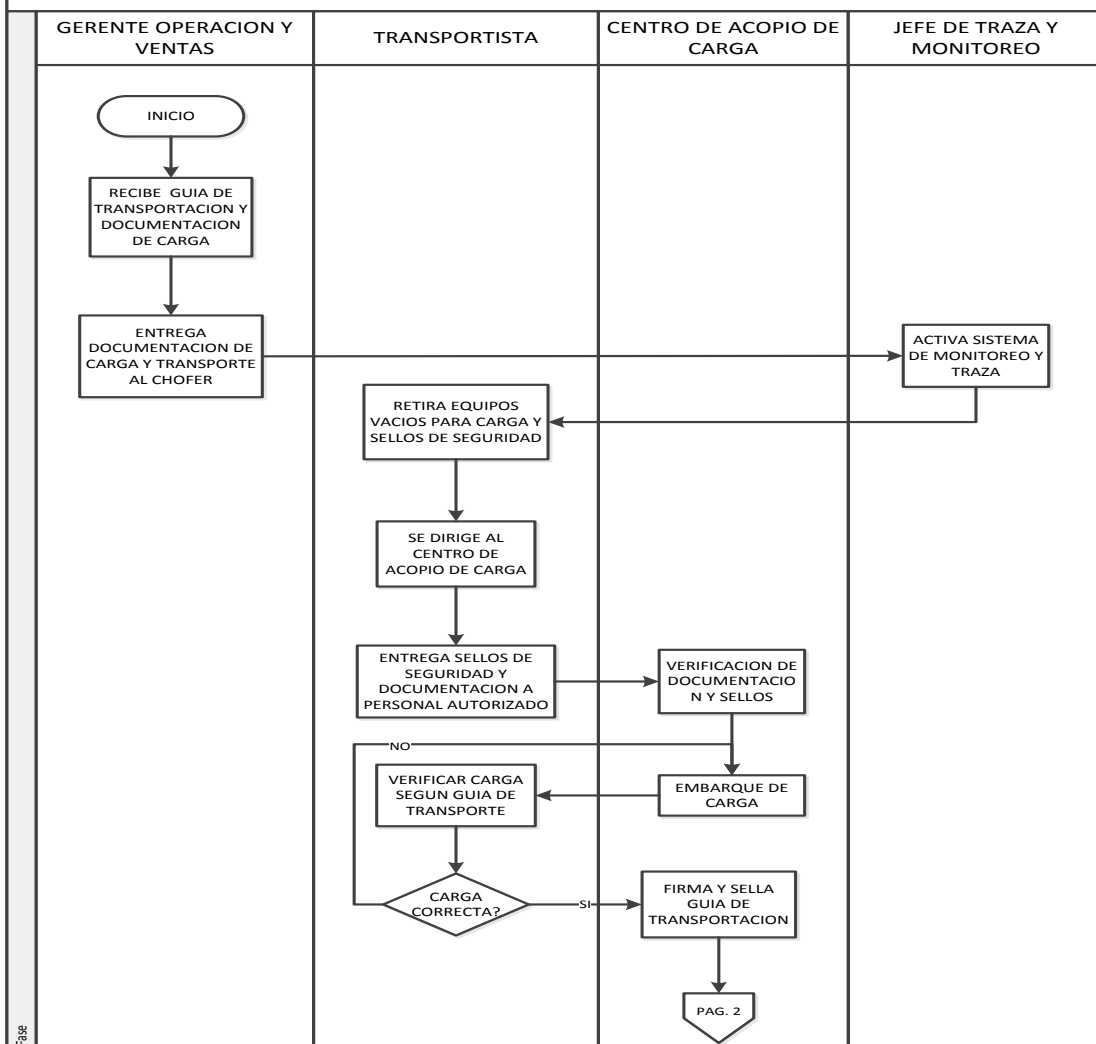 GERENTE OPERACION Y
VENTAS
TRANSPORTISTA
CENTRO DE ACOPIO DE
CARGA
JEFE DE TRAZA Y
MONITOREO
INICIO
RECIBE GUIA DE
TRANSPORTACION Y
DOCUMENTACION
DE CARGA
ENTREGA
DOCUMENTACION DE
CARGA Y TRANSPORTE
AL CHOFER
ACTIVA SISTEMA
DE MONITOREO Y
TRAZA
RETIRA EQUIPOS
VACIOS PARA CARGA Y
SELLOS DE SEGURIDAD
SE DIRIGE AL
CENTRO DE
ACOPIO DE CARGA
ENTREGA SELLOS DE
SEGURIDAD Y
DOCUMENTACION A
PERSONAL AUTORIZADO
VERIFICACION DE
DOCUMENTACIO
N Y SELLOS
NO
VERIFICAR CARGA
SEGUN GUIA DE
TRANSPORTE
EMBARQUE DE
CARGA
CARGA
CORRECTA?
SI
FIRMA Y SELLA
GUIA DE
TRANSPORTACION
PAG. 2
Fase